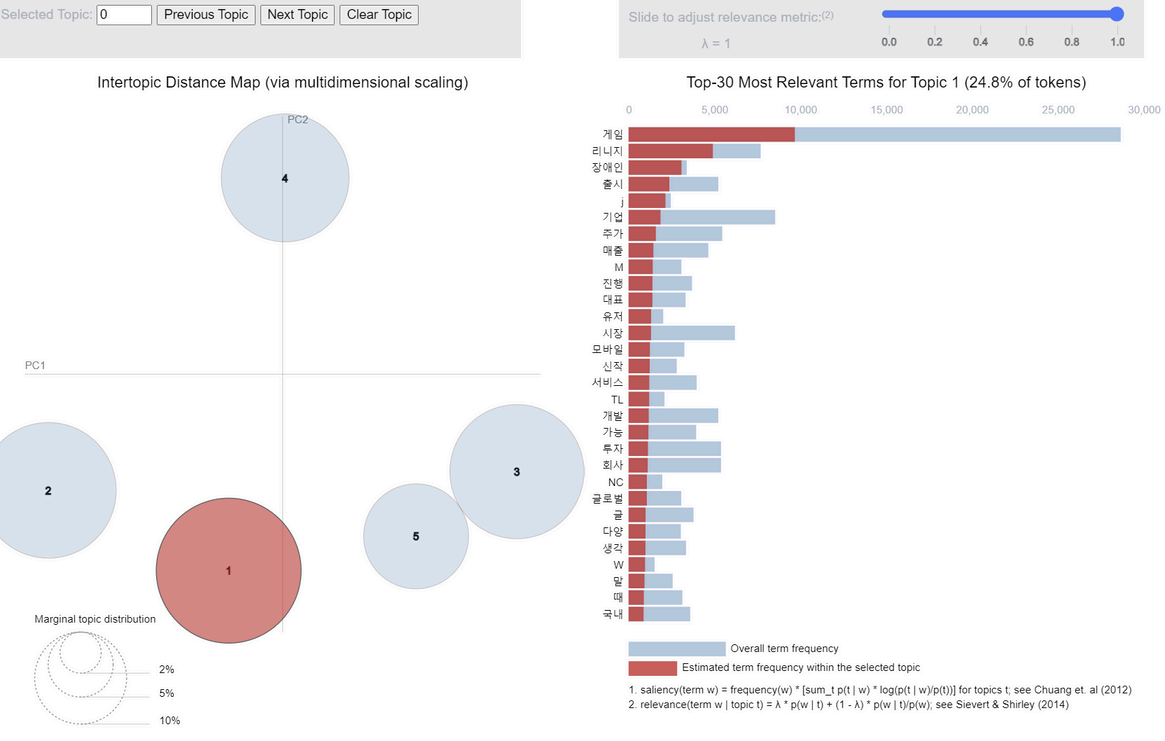 Selected Topic: 0 Previous Topic Next Topic Clear Topic
Slide to adjust relevance metric:(2)
λ = 1
0.0 0.2 0.4 0.6 0.8 1.0
Intertopic Distance Map (via multidimensional scaling)
PC2
PC1
4
2
3
5
1
Marginal topic distribution
2%
5%
10%
Top-30 Most Relevant Terms for Topic 1 (24.8% of tokens)
0 5,000 10,000 15,000 20,000 25,000 30,000
게임
리니지
장애인
출시
j
기업
주가
매출
M
진행
대표
유저
시장
모바일
신작
서비스
TL
개발
가능
투자
회사
NC
글로벌
글
다양
생각
W
말
때
국내
Overall term frequency
Estimated term frequency within the selected topic
1. saliency(term w) = frequency(w) * [sum_t p(t | w) * log(p(t | w)/p(t))] for topics t; see Chuang et. al (2012)
2. relevance(term w | topic t) = λ * p(w | t) + (1 - λ) * p(w | t)/p(w); see Sievert & Shirley (2014)